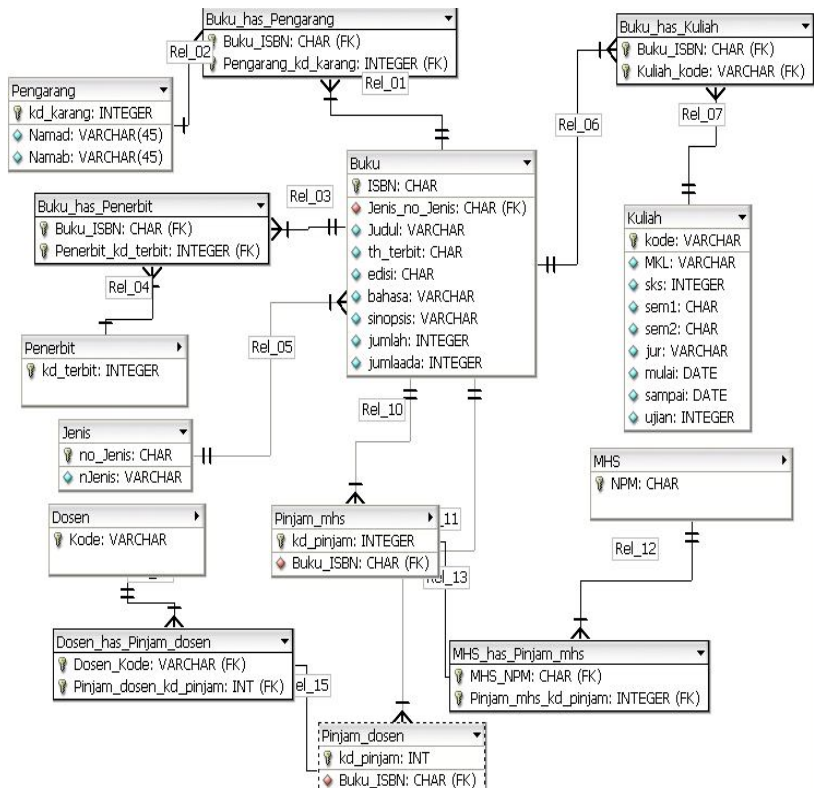 Buku_has_Pengarang
Buku_ISBN: CHAR (FK)
Pengarang_kd_karang: INTEGER (FK)
Rel_02
Rel_01
Pengarang
kd_karang: INTEGER
Namad: VARCHAR(45)
Namab: VARCHAR(45)
Buku_has_Kuliah
Buku_ISBN: CHAR (FK)
Kuliah_kode: VARCHAR (FK)
Rel_06
Rel_07
Buku
ISBN: CHAR
Jenis_no_Jenis: CHAR (FK)
Judul: VARCHAR
th_terbit: CHAR
edisi: CHAR
bahasa: VARCHAR
sinopsis: VARCHAR
jumlah: INTEGER
jumlaada: INTEGER
Rel_03
Buku_has_Penerbit
Buku_ISBN: CHAR (FK)
Penerbit_kd_terbit: INTEGER (FK)
Rel_04
Kuliah
kode: VARCHAR
MKL: VARCHAR
sks: INTEGER
sem1: CHAR
sem2: CHAR
jur: VARCHAR
mulai: DATE
sampai: DATE
ujian: INTEGER
Penerbit
kd_terbit: INTEGER
Rel_05
Rel_10
Jenis
no_Jenis: CHAR
nJenis: VARCHAR
MHS
NPM: CHAR
Dosen
Kode: VARCHAR
Pinjam_mhs
kd_pinjam: INTEGER
Buku_ISBN: CHAR (FK)
_11
Rel_12
Rel_13
Dosen_has_Pinjam_dosen
Dosen_Kode: VARCHAR (FK)
Pinjam_dosen_kd_pinjam: INT (FK)
el_15
MHS_has_Pinjam_mhs
MHS_NPM: CHAR (FK)
Pinjam_mhs_kd_pinjam: INTEGER (FK)
Pinjam_dosen
kd_pinjam: INT
Buku_ISBN: CHAR (FK)